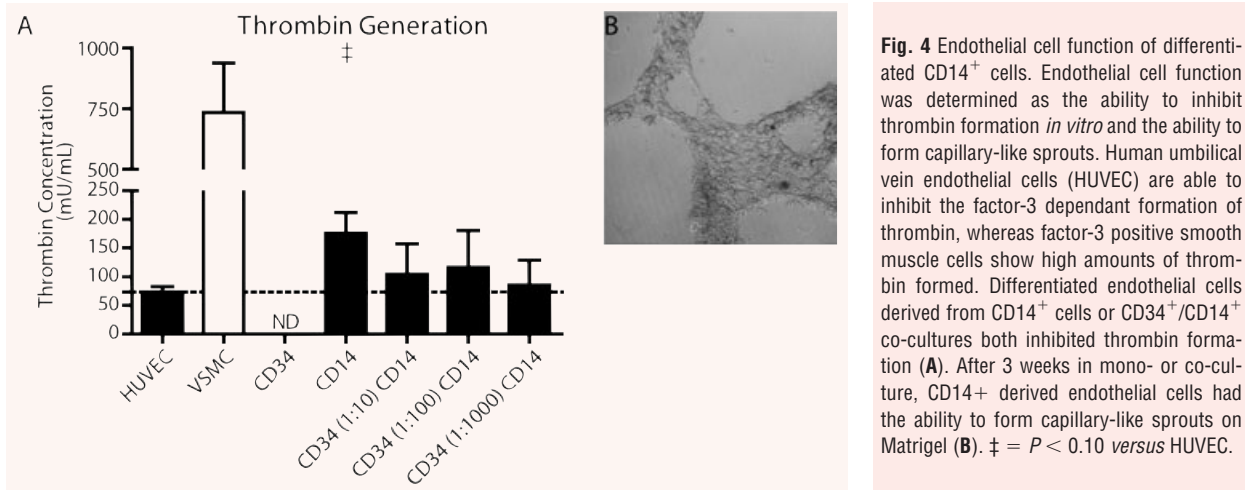 A
Thrombin Generation
‡
Thrombin Concentration
(mU/mL)
1000
750
500
250
200
150
100
50
0
ND
HUVEC
VSMC
CD34
CD14
CD34 (1:10) CD14
CD34 (1:100) CD14
CD34 (1:1000) CD14
B
Fig. 4 Endothelial cell function of differenti-
ated CD14+ cells. Endothelial cell function
was determined as the ability to inhibit
thrombin formation in vitro and the ability to
form capillary-like sprouts. Human umbilical
vein endothelial cells (HUVEC) are able to
inhibit the factor-3 dependant formation of
thrombin, whereas factor-3 positive smooth
muscle cells show high amounts of throm-
bin formed. Differentiated endothelial cells
derived from CD14+ cells or CD34+/CD14+
co-cultures both inhibited thrombin forma-
tion (A). After 3 weeks in mono- or co-cul-
ture, CD14+ derived endothelial cells had
the ability to form capillary-like sprouts on
Matrigel (B). ‡ = P < 0.10 versus HUVEC.